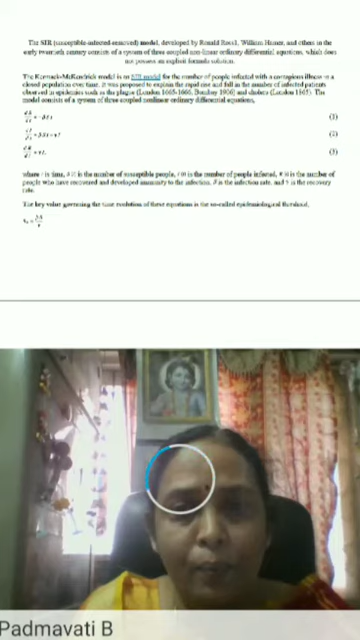 The SIR (susceptible-infected-removed) model, developed by Ronald Ross, William Hamer, and others in the
early twentieth century consists of a system of three coupled non-linear ordinary differential equations, which does
not possess an explicit formula solution.
The Kermack-McKendrick model is an SIR model for the number of people infected with a contagious illness in a
closed population over time. It was proposed to explain the rapid rise and fall in the number of infected patients
observed in epidemics such as the plague (London 1665-1666, Bombay 1906) and cholera (London 1865). The
model consists of a system of three coupled nonlinear ordinary differential equations,
(1)
(2)
(3)
where t is time, is the number of susceptible people, is the number of people infected, is the number of
people who have recovered and developed immunity to the infection, is the infection rate, and is the recovery
rate.
The key value governing the time evolution of these equations is the so-called epidemiological threshold,
Padmavati B